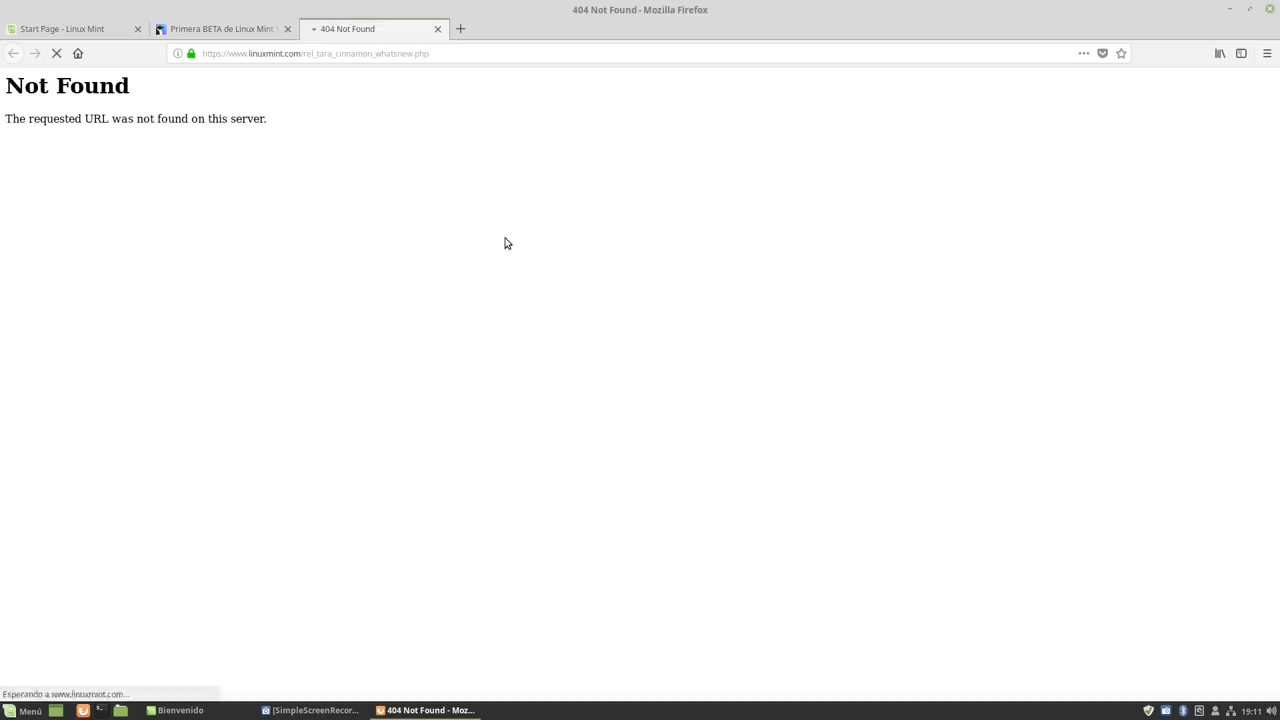 404 Not Found - Mozilla Firefox
Start Page - Linux Mint
Primera BETA de Linux Mint
404 Not Found
https://www.linuxmint.com/rel_tara_cinnamon_whatsnew.php
Not Found
The requested URL was not found on this server.
Esperando a www.linuxmint.com...
Menú
Bienvenido
[SimpleScreenRecor...
404 Not Found - Moz...
19:11